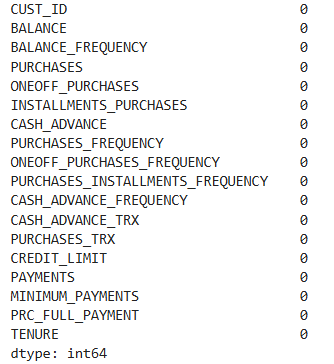 CUST_ID 0
BALANCE 0
BALANCE_FREQUENCY 0
PURCHASES 0
ONEOFF_PURCHASES 0
INSTALLMENTS_PURCHASES 0
CASH_ADVANCE 0
PURCHASES_FREQUENCY 0
ONEOFF_PURCHASES_FREQUENCY 0
PURCHASES_INSTALLMENTS_FREQUENCY 0
CASH_ADVANCE_FREQUENCY 0
CASH_ADVANCE_TRX 0
PURCHASES_TRX 0
CREDIT_LIMIT 0
PAYMENTS 0
MINIMUM_PAYMENTS 0
PRC_FULL_PAYMENT 0
TENURE 0
dtype: int64